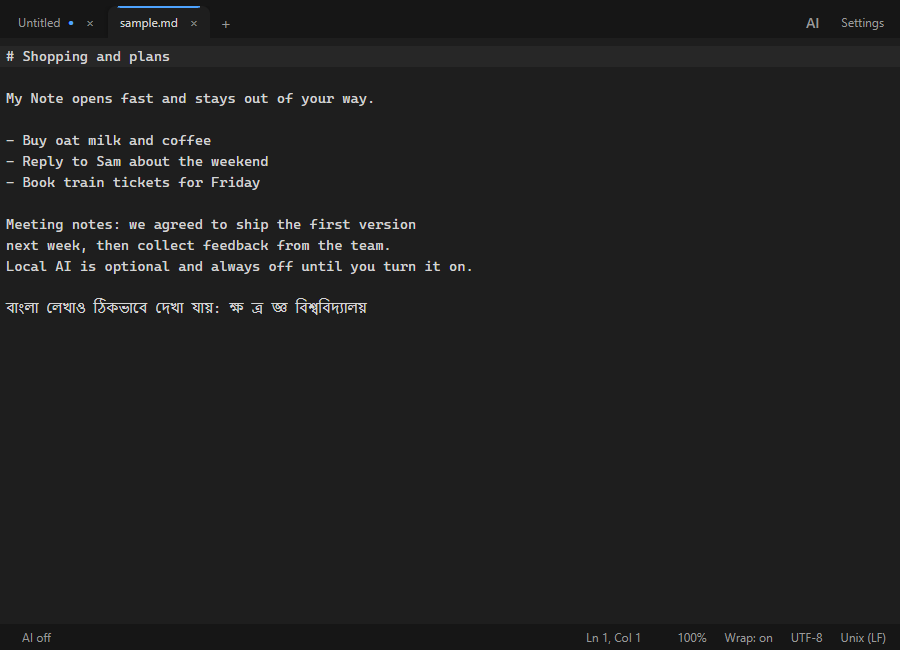 Untitled
sample.md
AI
Settings
# Shopping and plans
My Note opens fast and stays out of your way.
- Buy oat milk and coffee
- Reply to Sam about the weekend
- Book train tickets for Friday
Meeting notes: we agreed to ship the first version
next week, then collect feedback from the team.
Local AI is optional and always off until you turn it on.
বাংলা লেখাও ঠিকভাবে দেখা যায়: ক্ষ ত্র জ্ঞ বিশ্ববিদ্যালয়
AI off
Ln 1, Col 1
100%
Wrap: on
UTF-8
Unix (LF)